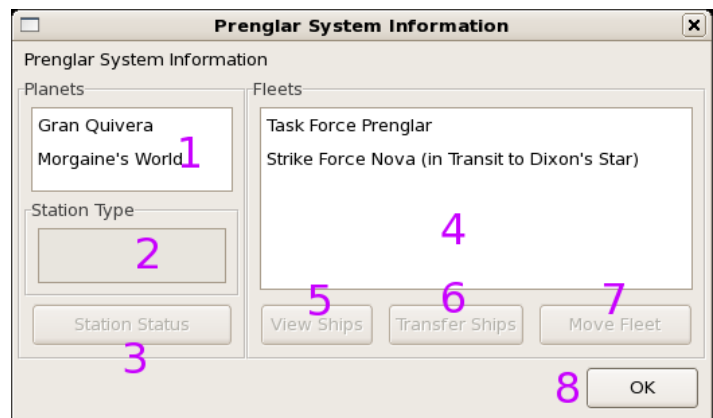 Prenglar System Information
Prenglar System Information
Planets
Gran Quivera
Morgaine's World
1
Station Type
2
Station Status
3
Fleets
Task Force Prenglar
Strike Force Nova (in Transit to Dixon's Star)
4
5
6
7
View Ships
Transfer Ships
Move Fleet
8
OK